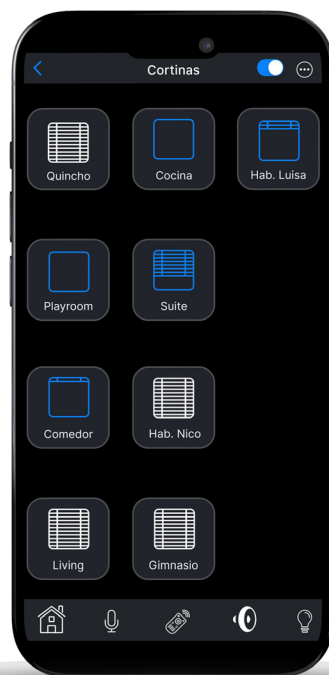 Cortinas
Quincho
Cocina
Hab. Luisa
Playroom
Suite
Comedor
Hab. Nico
Living
Gimnasio